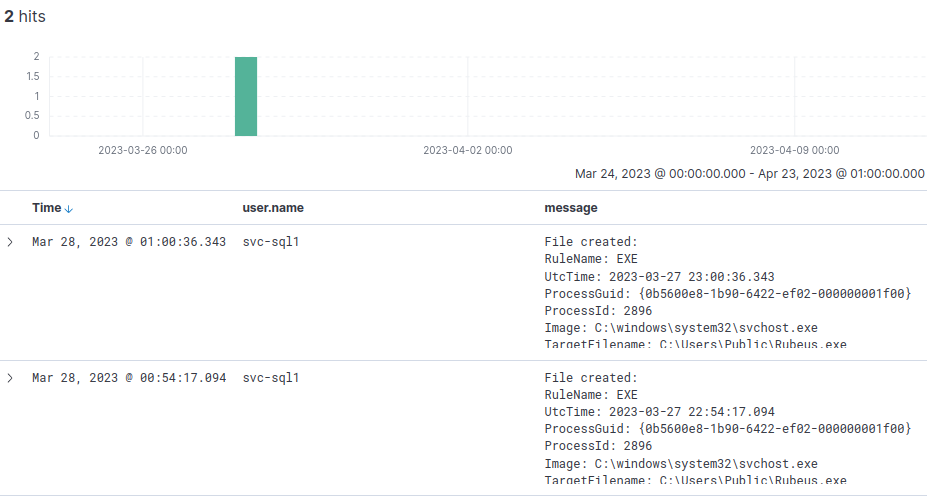 2 hits
2
1.5
1
0.5
0
2023-03-26 00:00 2023-04-02 00:00 2023-04-09 00:00
Mar 24, 2023 @ 00:00:00.000 - Apr 23, 2023 @ 01:00:00.000
Time user.name message
Mar 28, 2023 @ 01:00:36.343 svc-sql1 File created:
RuleName: EXE
UtcTime: 2023-03-27 23:00:36.343
ProcessGuid: {0b5600e8-1b90-6422-ef02-000000001f00}
ProcessId: 2896
Image: C:\windows\system32\svchost.exe
TargetFilename: C:\Users\Public\Rubeus.exe
Mar 28, 2023 @ 00:54:17.094 svc-sql1 File created:
RuleName: EXE
UtcTime: 2023-03-27 22:54:17.094
ProcessGuid: {0b5600e8-1b90-6422-ef02-000000001f00}
ProcessId: 2896
Image: C:\windows\system32\svchost.exe
TargetFilename: C:\Users\Public\Rubeus.exe